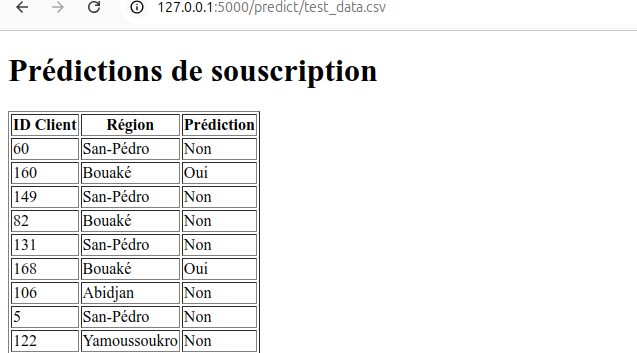 127.0.0.1:5000/predict/test_data.csv
Prédictions de souscription
ID Client Région Prédiction
60 San-Pédro Non
160 Bouaké Oui
149 San-Pédro Non
82 Bouaké Non
131 San-Pédro Non
168 Bouaké Oui
106 Abidjan Non
5 San-Pédro Non
122 Yamoussoukro Non